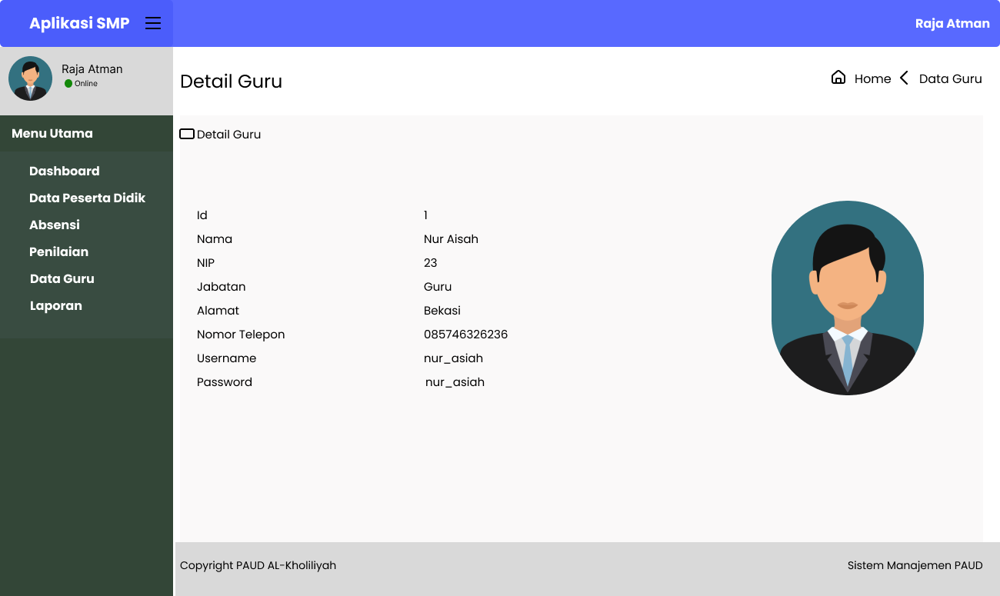 Aplikasi SMP
Raja Atman
Raja Atman
Online
Detail Guru
Home
Data Guru
Menu Utama
Dashboard
Data Peserta Didik
Absensi
Penilaian
Data Guru
Laporan
Detail Guru
Id 1
Nama Nur Aisah
NIP 23
Jabatan Guru
Alamat Bekasi
Nomor Telepon 085746326236
Username nur_asiah
Password nur_asiah
Copyright PAUD AL-Kholiliyah
Sistem Manajemen PAUD